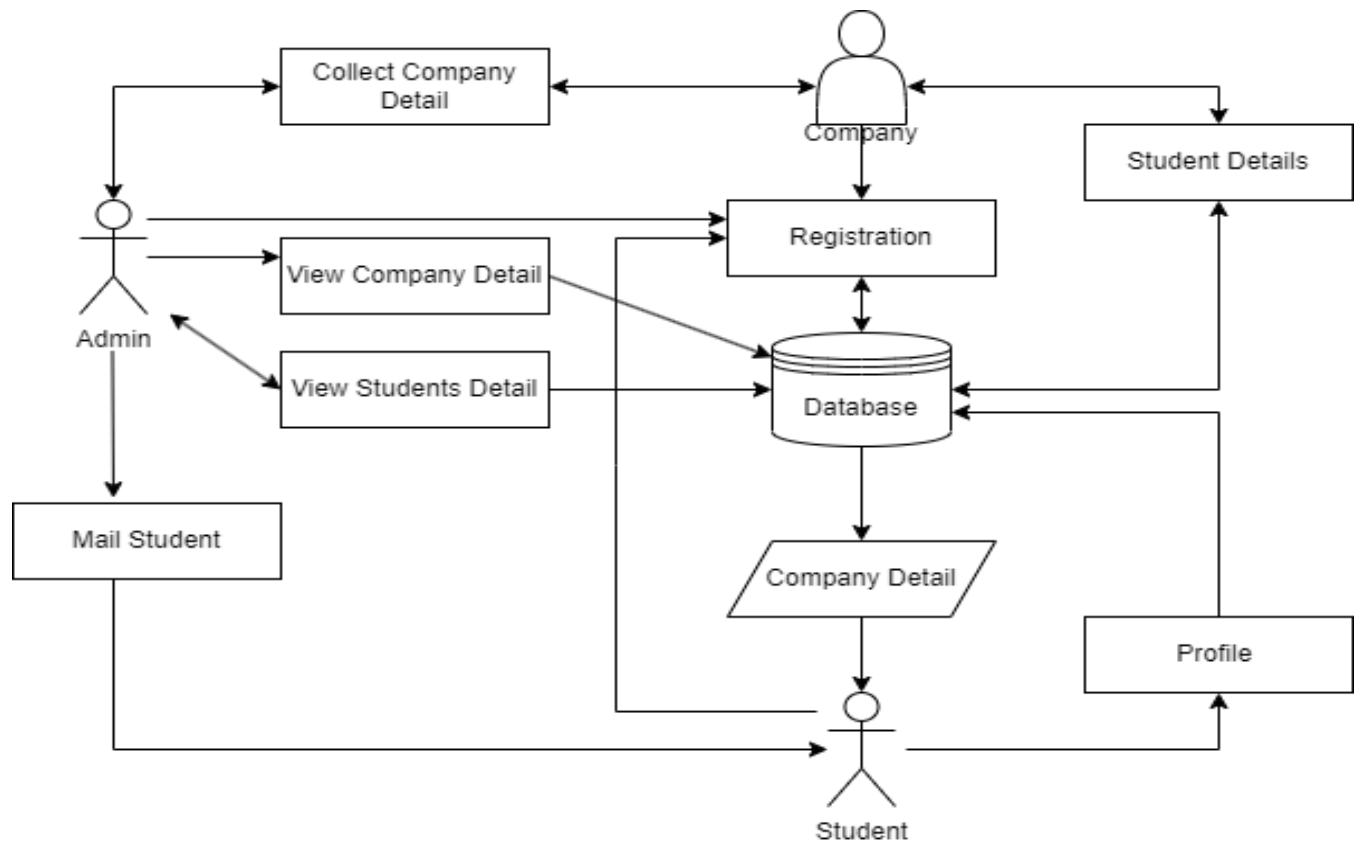 Collect Company
Detail
Company
Student Details
Registration
View Company Detail
Admin
View Students Detail
Database
Mail Student
Company Detail
Profile
Student